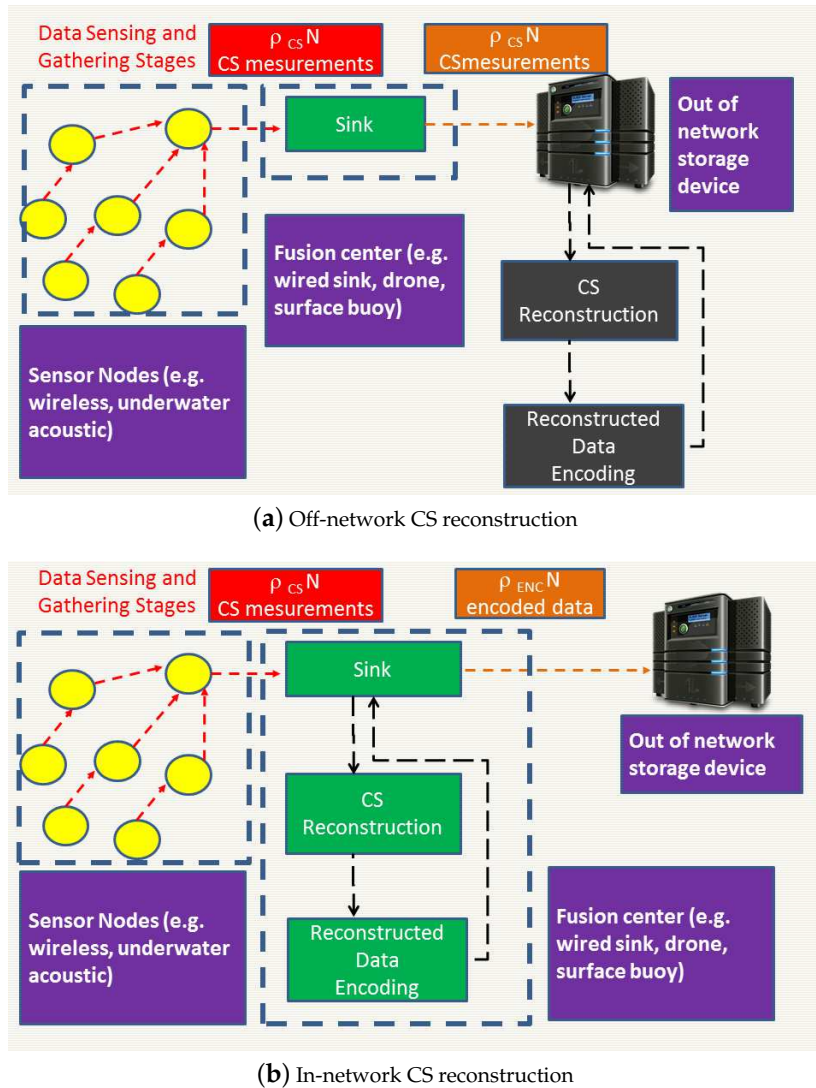 Data Sensing and
Gathering Stages
ρ CS N
CS mesurements
ρ CS N
CSmesurements
Sink
Out of
network
storage
device
Fusion center (e.g.
wired sink, drone,
surface buoy)
CS
Reconstruction
Sensor Nodes (e.g.
wireless, underwater
acoustic)
Reconstructed
Data
Encoding
(a) Off-network CS reconstruction
Data Sensing and
Gathering Stages
ρ CS N
CS mesurements
ρ ENC N
encoded data
Sink
Out of network
storage device
CS
Reconstruction
Sensor Nodes (e.g.
wireless, underwater
acoustic)
Reconstructed
Data
Encoding
Fusion center (e.g.
wired sink, drone,
surface buoy)
(b) In-network CS reconstruction